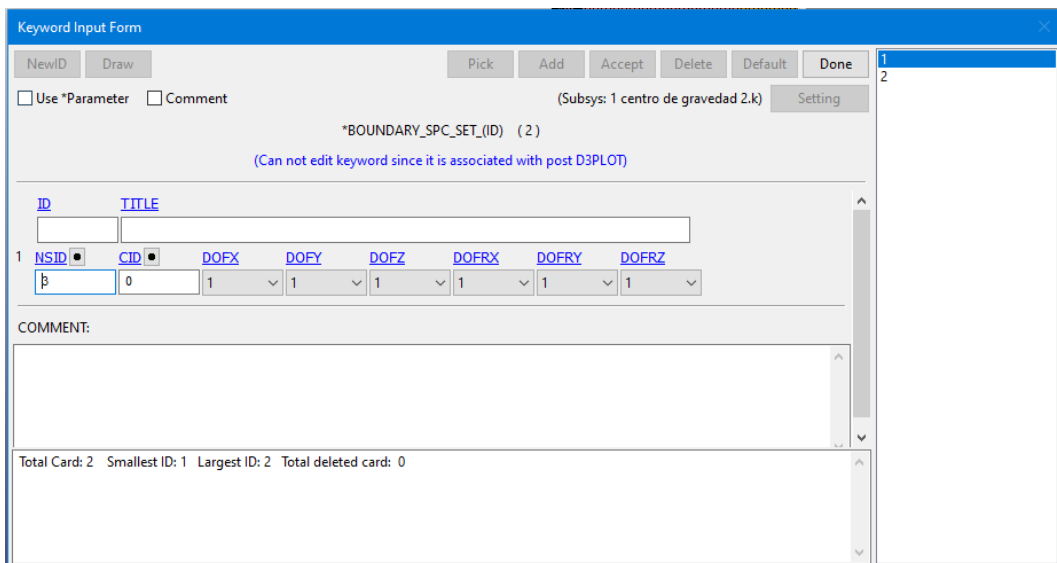 Keyword Input Form
NewID Draw Pick Add Accept Delete Default Done
Use *Parameter Comment (Subsys: 1 centro de gravedad 2.k) Setting
*BOUNDARY_SPC_SET_(ID) (2)
(Can not edit keyword since it is associated with post D3PLOT)
ID TITLE
1 NSID CID DOFX DOFY DOFZ DOFRX DOFRY DOFRZ
3 0 1 1 1 1 1 1
COMMENT:
Total Card: 2 Smallest ID: 1 Largest ID: 2 Total deleted card: 0
1
2